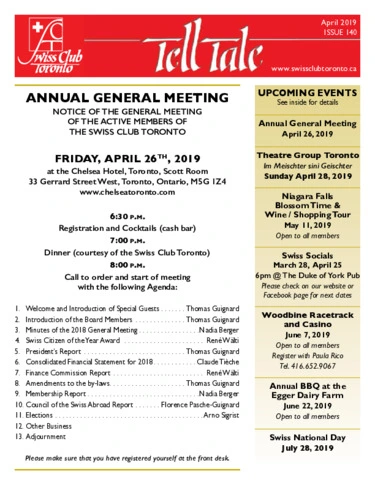 Swiss Club
Toronto
Tell Tale
April 2019
ISSUE 140
www.swissclubtoronto.ca
ANNUAL GENERAL MEETING
NOTICE OF THE GENERAL MEETING
OF THE ACTIVE MEMBERS OF
THE SWISS CLUB TORONTO
FRIDAY, APRIL 26TH, 2019
at the Chelsea Hotel, Toronto, Scott Room
33 Gerrard Street West, Toronto, Ontario, M5G 1Z4
www.chelseatoronto.com
6:30 P.M.
Registration and Cocktails (cash bar)
7:00 P.M.
Dinner (courtesy of the Swiss Club Toronto)
8:00 P.M.
Call to order and start of meeting
with the following Agenda:
1. Welcome and Introduction of Special Guests . . . . . . . Thomas Guignard
2. Introduction of the Board Members . . . . . . . . . . . . . Thomas Guignard
3. Minutes of the 2018 General Meeting . . . . . . . . . . . . . . . Nadia Berger
4. Swiss Citizen of the Year Award . . . . . . . . . . . . . . . . . . . . . René Wälti
5. President's Report . . . . . . . . . . . . . . . . . . . . . . . . . . Thomas Guignard
6. Consolidated Financial Statement for 2018 . . . . . . . . . . . Claude Tièche
7. Finance Commission Report . . . . . . . . . . . . . . . . . . . . . . . . René Wälti
8. Amendments to the by-laws . . . . . . . . . . . . . . . . . . . Thomas Guignard
9. Membership Report . . . . . . . . . . . . . . . . . . . . . . . . . . . . . Nadia Berger
10. Council of the Swiss Abroad Report . . . . . . . Florence Pasche-Guignard
11. Elections . . . . . . . . . . . . . . . . . . . . . . . . . . . . . . . . . . . . . . Arno Sigrist
12. Other Business
13. Adjournment
Please make sure that you have registered yourself at the front desk.
UPCOMING EVENTS
See inside for details
Annual General Meeting
April 26, 2019
Theatre Group Toronto
Im Meischter sini Geischter
Sunday April 28, 2019
Niagara Falls
Blossom Time &
Wine / Shopping Tour
May 11, 2019
Open to all members
Swiss Socials
March 28, April 25
6pm @ The Duke of York Pub
Please check on our website or
Facebook page for next dates
Woodbine Racetrack
and Casino
June 7, 2019
Open to all members
Register with Paula Rico
Tel. 416.652.9067
Annual BBQ at the
Egger Dairy Farm
June 22, 2019
Open to all members
Swiss National Day
July 28, 2019